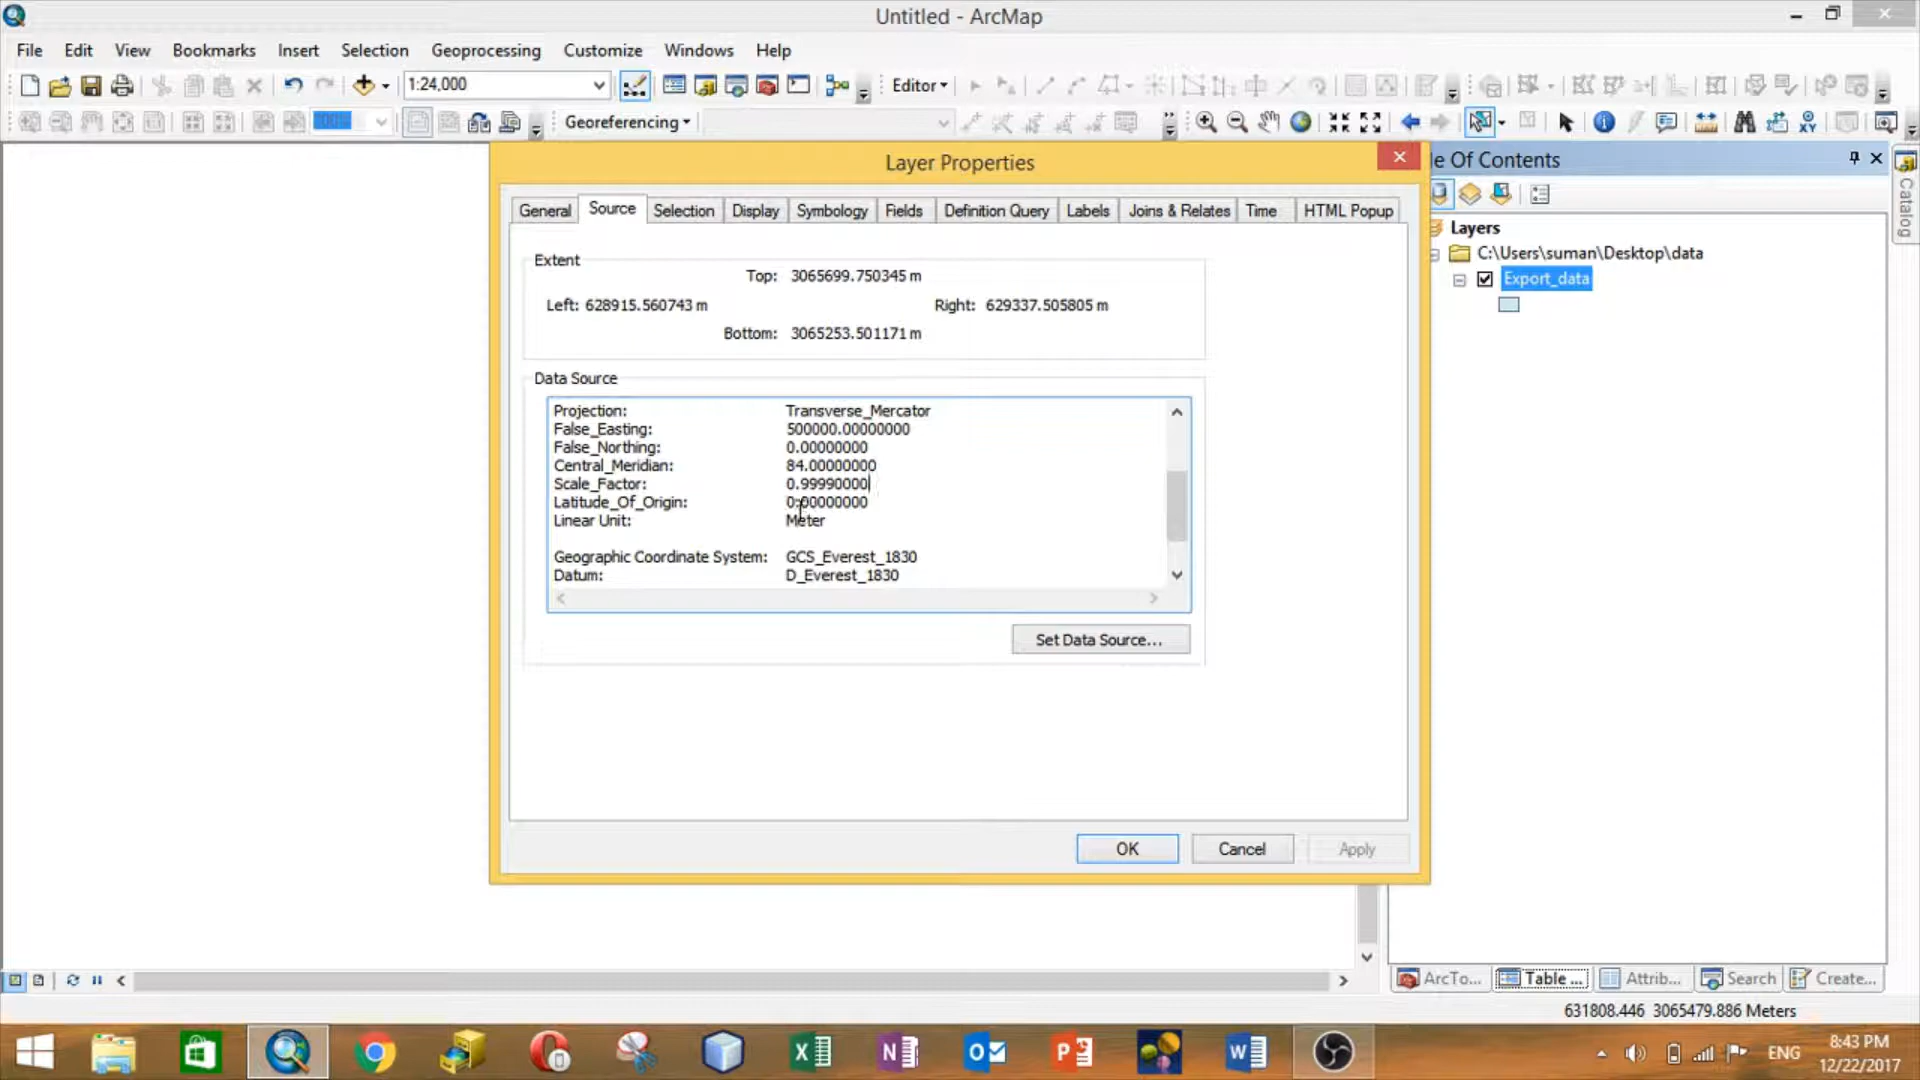 Untitled - ArcMap
File Edit View Bookmarks Insert Selection Geoprocessing Customize Windows Help
1:24,000 Editor
100% Georeferencing
Layer Properties
General Source Selection Display Symbology Fields Definition Query Labels Joins & Relates Time HTML Popup
Extent
Top: 3065699.750345 m
Left: 628915.560743 m Right: 629337.505805 m
Bottom: 3065253.501171 m
Data Source
Projection: Transverse_Mercator
False_Easting: 500000.00000000
False_Northing: 0.00000000
Central_Meridian: 84.00000000
Scale_Factor: 0.99990000
Latitude_Of_Origin: 0.00000000
Linear Unit: Meter
Geographic Coordinate System: GCS_Everest_1830
Datum: D_Everest_1830
Set Data Source...
OK Cancel Apply
le Of Contents
Catalog
Layers
C:\Users\suman\Desktop\data
Export_data
ArcTo... Table ... Attrib... Search Create...
631808.446 3065479.886 Meters
ENG 8:43 PM
12/22/2017